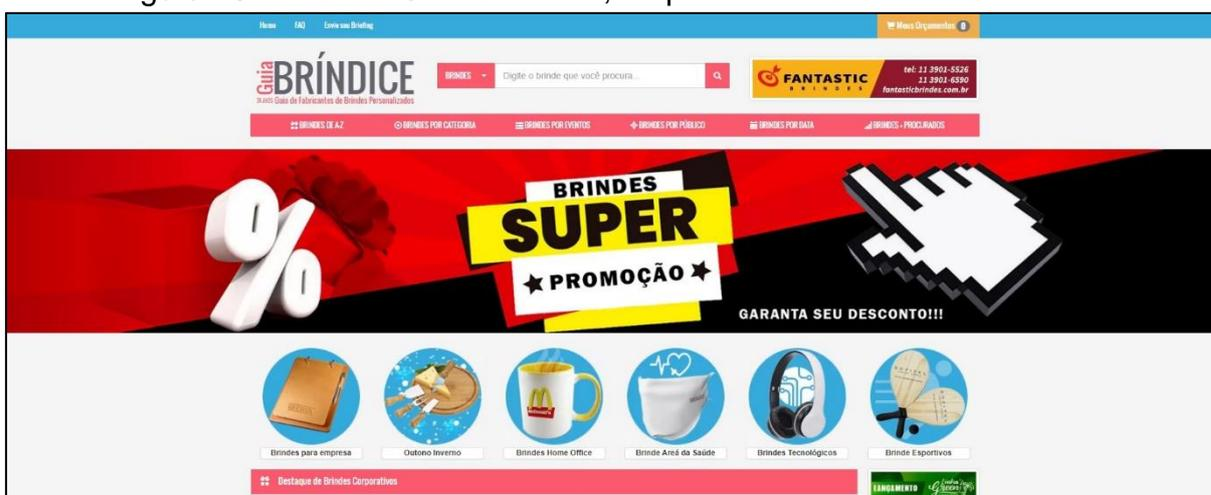 Home FAQ Envie seu Briefing
Meus Orçamentos 0
Guia BRÍNDICE
Guia de Fabricantes de Brindes Personalizados
BRINDES
Digite o brinde que você procura...
FANTASTIC
BRINDES
tel: 11 3901-5526
11 3901-6590
fantasticbrindes.com.br
BRINDES DE A-Z BRINDES POR CATEGORIA BRINDES POR EVENTOS BRINDES POR PÚBLICO BRINDES POR DATA BRINDES + PROCURADOS
%
BRINDES
SUPER
PROMOÇÃO
GARANTA SEU DESCONTO!!!
Brindes para empresa Outono Inverno Brindes Home Office Brinde Areá da Saúde Brindes Tecnológicos Brinde Esportivos
Destaque de Brindes Corporativos
LANÇAMENTO Linha Green